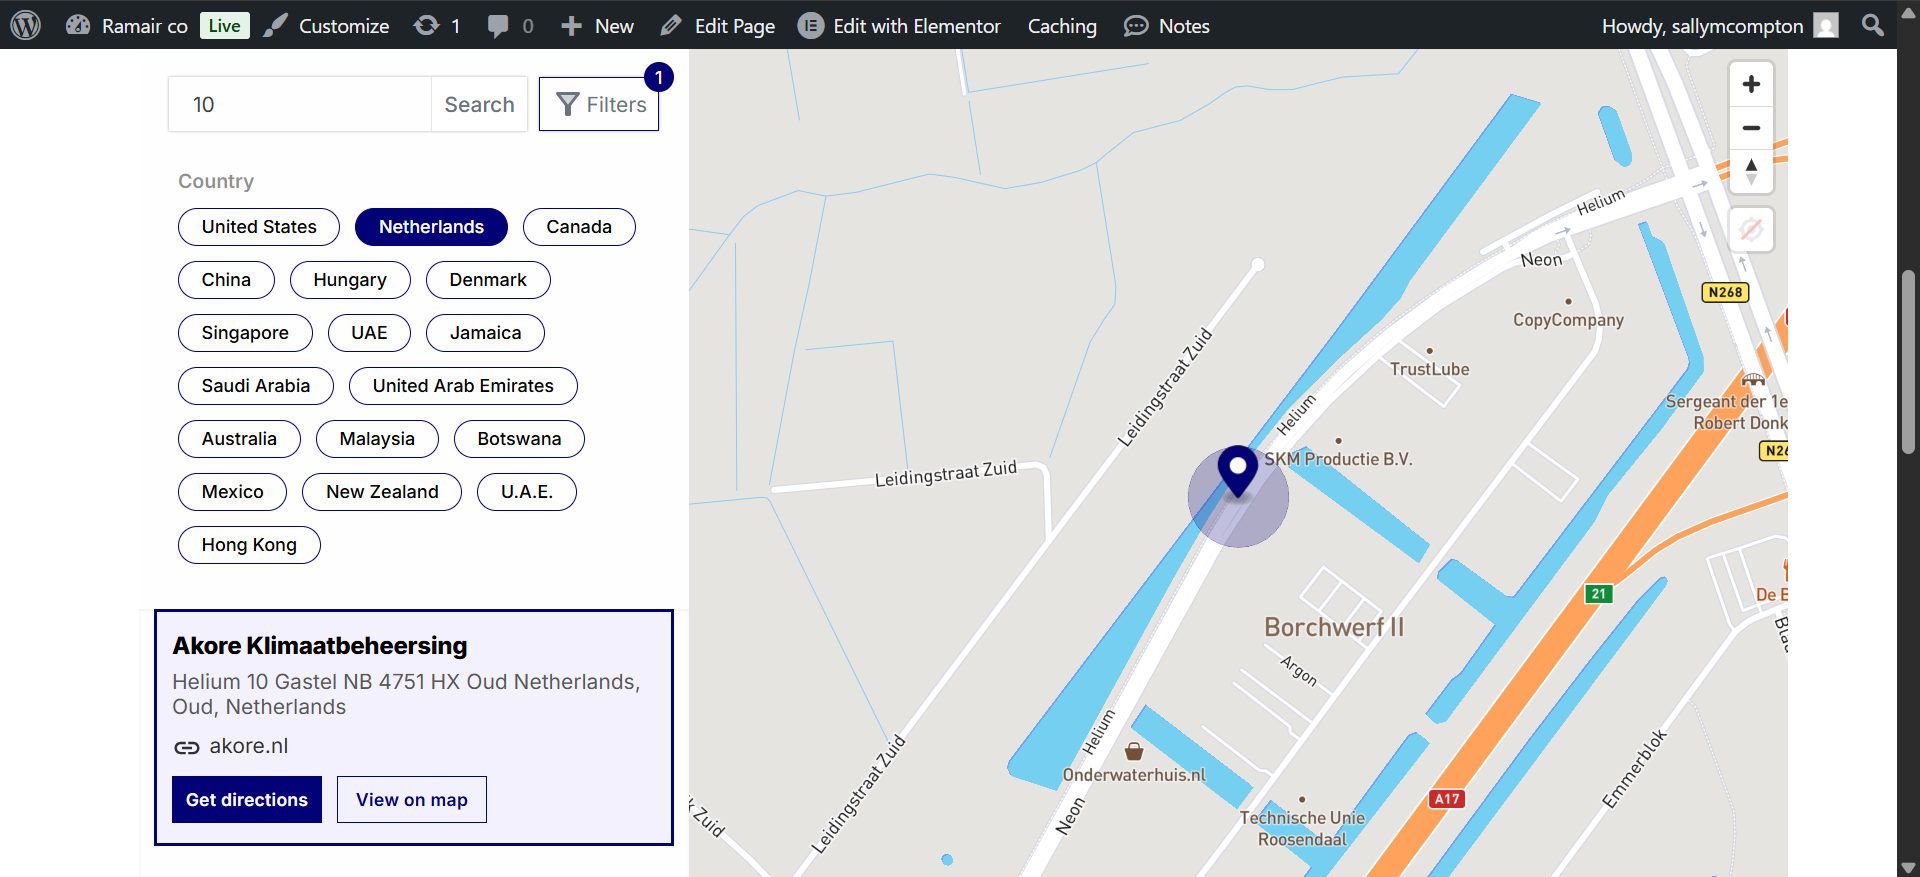 Ramair co
Live
Customize
1
0
New
Edit Page
Edit with Elementor
Caching
Notes
Howdy, sallymcompton
10
Search
Filters
1
Country
United States
Netherlands
Canada
China
Hungary
Denmark
Singapore
UAE
Jamaica
Saudi Arabia
United Arab Emirates
Australia
Malaysia
Botswana
Mexico
New Zealand
U.A.E.
Hong Kong
Akore Klimaatbeheersing
Helium 10 Gastel NB 4751 HX Oud Netherlands,
Oud, Netherlands
akore.nl
Get directions
View on map
Helium
Neon
N268
CopyCompany
TrustLube
Leidingstraat Zuid
Sergeant der 1e
Robert Donk
Helium
N26
SKM Productie B.V.
Leidingstraat Zuid
21
De B
Borchwerf II
Argon
Helium
Onderwaterhuis.nl
Emmerblok
Leidingstraat Zuid
A17
Neon
Technische Unie
Roosendaal
k Zuid